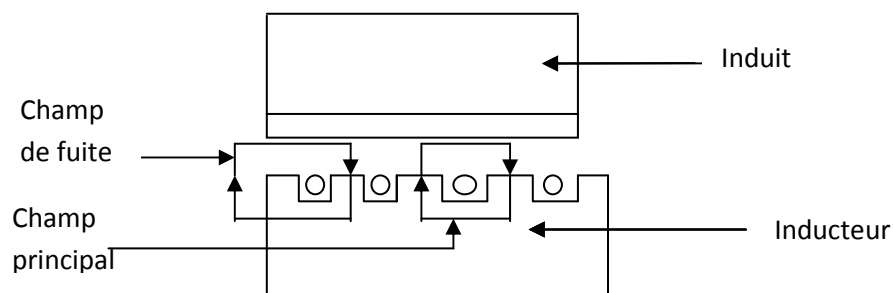 Induit
Champ
de fuite
Champ
principal
Inducteur